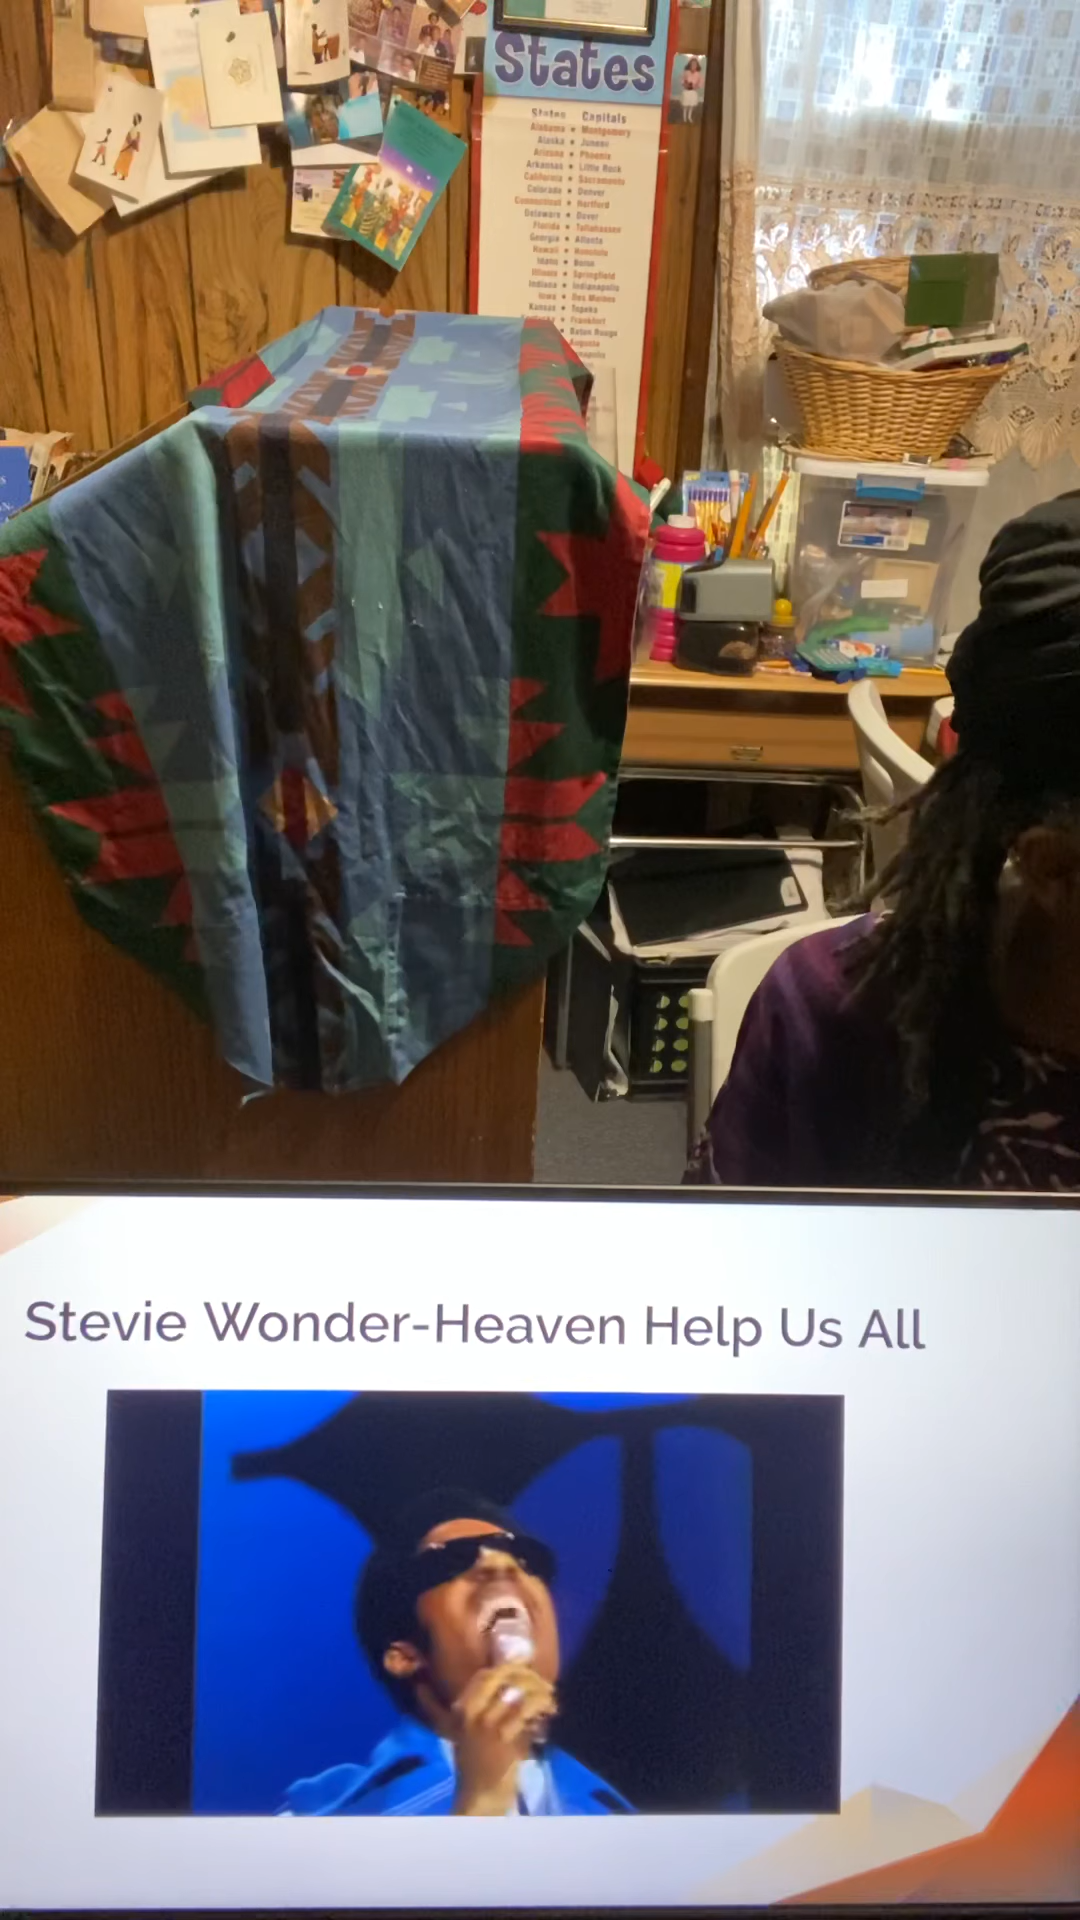 States
States Capitals
Alabama • Montgomery
Alaska • Juneau
Arizona • Phoenix
Arkansas • Little Rock
California • Sacramento
Colorado • Denver
Connecticut • Hartford
Delaware • Dover
Florida • Tallahassee
Georgia • Atlanta
Hawaii • Honolulu
Idaho • Boise
Illinois • Springfield
Indiana • Indianapolis
Iowa • Des Moines
Kansas • Topeka
Frankfort
Baton Rouge
Augusta
Stevie Wonder-Heaven Help Us All